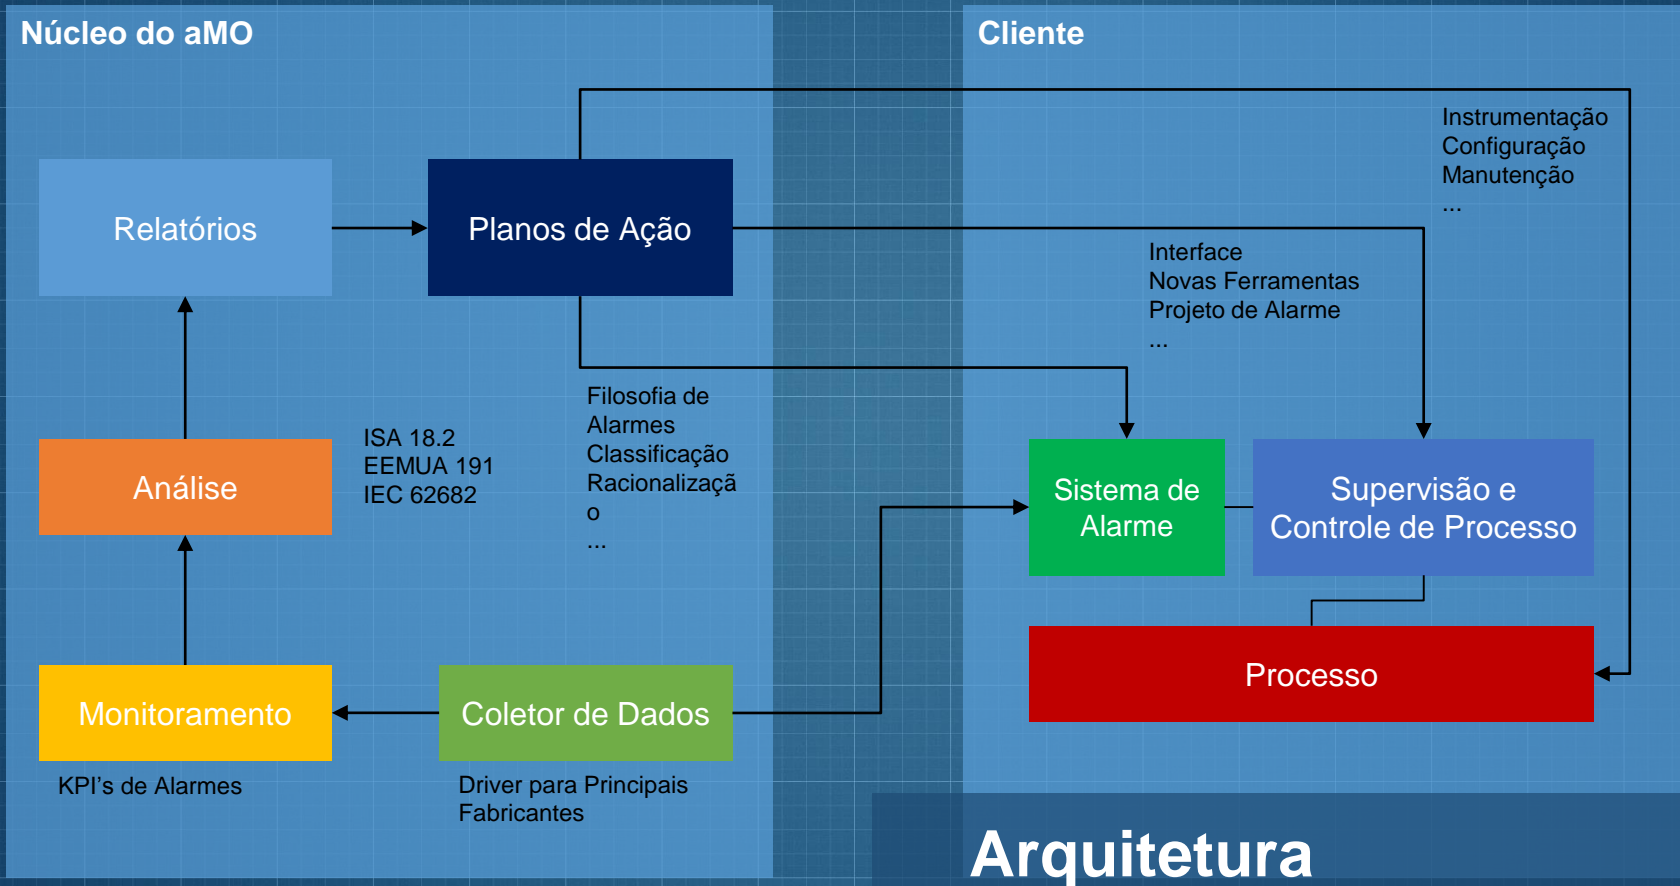 Núcleo do aMO
Cliente
Instrumentação
Configuração
Manutenção
...
Relatórios
Planos de Ação
Interface
Novas Ferramentas
Projeto de Alarme
...
Filosofia de
Alarmes
Classificação
Racionalizaçã
o
...
ISA 18.2
EEMUA 191
IEC 62682
Análise
Sistema de
Alarme
Supervisão e
Controle de Processo
Processo
Monitoramento
Coletor de Dados
KPI's de Alarmes
Driver para Principais
Fabricantes
Arquitetura